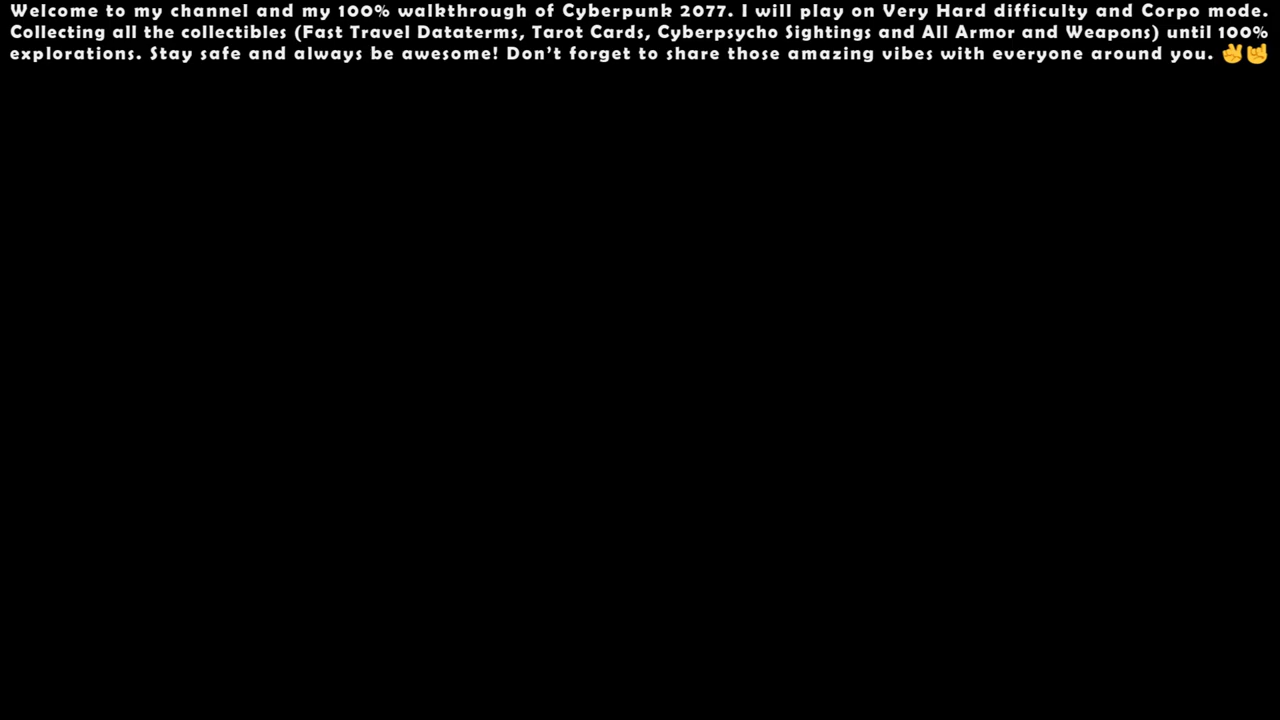 Welcome to my channel and my 100% walkthrough of Cyberpunk 2077. I will play on Very Hard difficulty and Corpo mode.
Collecting all the collectibles (Fast Travel Dataterms, Tarot Cards, Cyberpsycho Sightings and All Armor and Weapons) until 100%
explorations. Stay safe and always be awesome! Don’t forget to share those amazing vibes with everyone around you. ✌️🤘